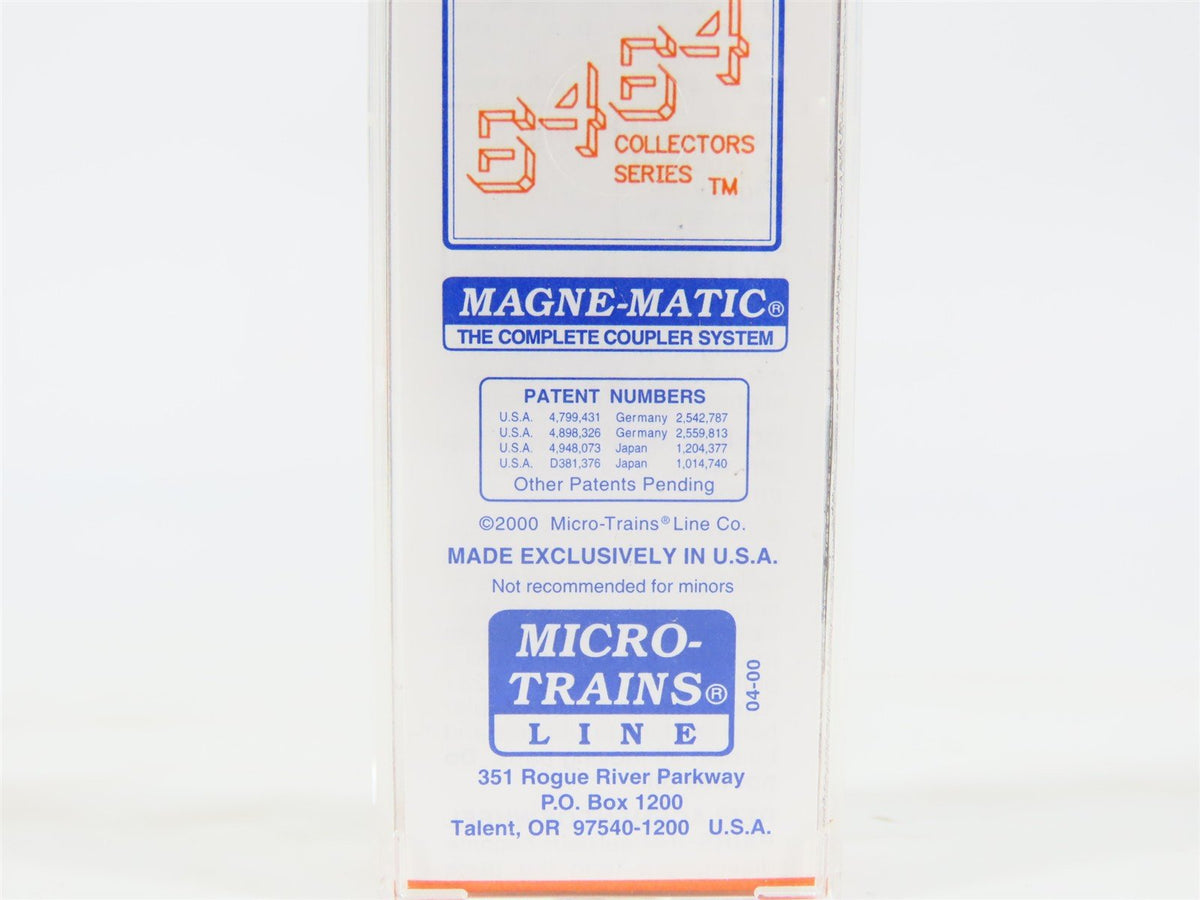 6464
COLLECTORS
SERIES TM
MAGNE-MATIC®
THE COMPLETE COUPLER SYSTEM
PATENT NUMBERS
U.S.A. 4,799,431 Germany 2,542,787
U.S.A. 4,898,326 Germany 2,559,813
U.S.A. 4,948,073 Japan 1,204,377
U.S.A. D381,376 Japan 1,014,740
Other Patents Pending
©2000 Micro-Trains® Line Co.
MADE EXCLUSIVELY IN U.S.A.
Not recommended for minors
MICRO-
TRAINS®
LINE
04-00
351 Rogue River Parkway
P.O. Box 1200
Talent, OR 97540-1200 U.S.A.